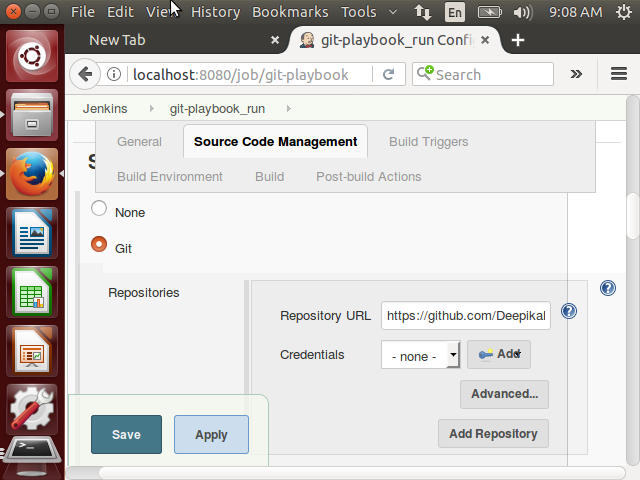 File Edit View History Bookmarks Tools En 9:08 AM
New Tab git-playbook_run Confi
localhost:8080/job/git-playbook Search
Jenkins git-playbook_run
General Source Code Management Build Triggers
S
Build Environment Build Post-build Actions
None
Git
Repositories
Repository URL https://github.com/Deepikal
Credentials - none - Add
Advanced...
Save Apply Add Repository